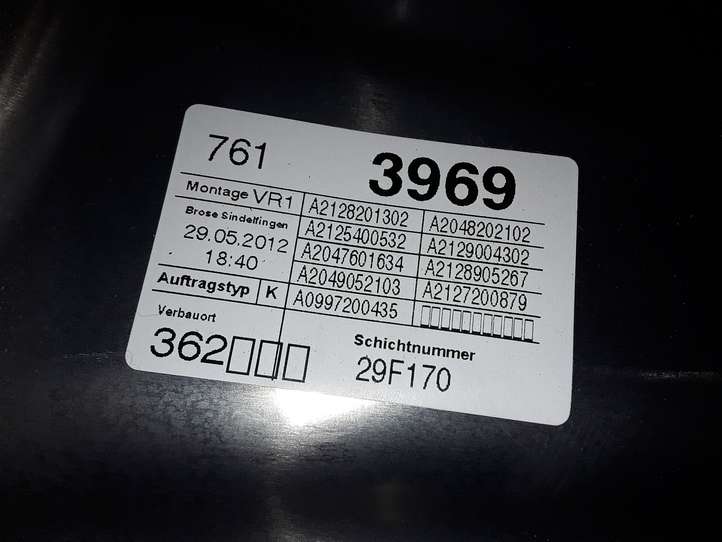 761 3969
Montage VR1
Brose Sindelfingen
29.05.2012
18:40
A2128201302 A2048202102
A2125400532 A2129004302
A2047601634 A2128905267
A2049052103 A2127200879
A0997200435 ▯▯▯▯▯▯▯▯▯▯▯
Auftragstyp K
Verbauort
362▯▯▯
Schichtnummer
29F170